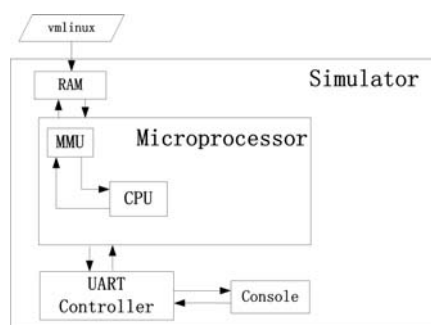 vmlinux
Simulator
RAM
Microprocessor
MMU
CPU
UART
Controller
Console